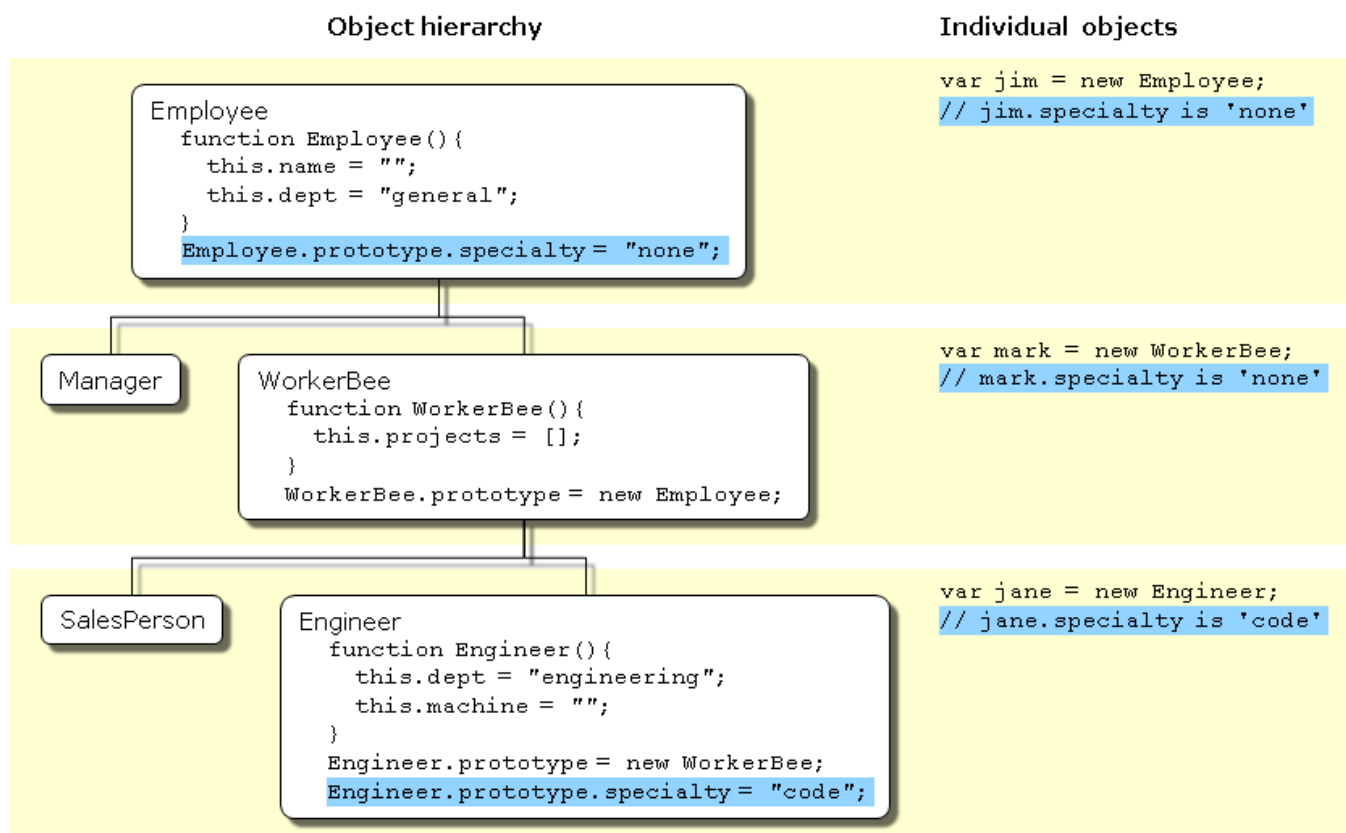 Object hierarchy
Individual objects
Employee
function Employee(){
this.name = "";
this.dept = "general";
}
Employee.prototype.specialty = "none";
var jim = new Employee;
// jim.specialty is 'none'
Manager
WorkerBee
function WorkerBee(){
this.projects = [];
}
WorkerBee.prototype = new Employee;
var mark = new WorkerBee;
// mark.specialty is 'none'
SalesPerson
Engineer
function Engineer(){
this.dept = "engineering";
this.machine = "";
}
Engineer.prototype = new WorkerBee;
Engineer.prototype.specialty = "code";
var jane = new Engineer;
// jane.specialty is 'code'